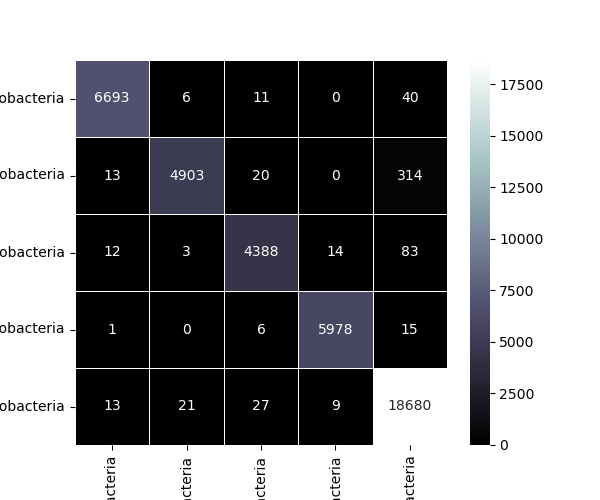 obacteria 6693 6 11 0 40
obacteria 13 4903 20 0 314
obacteria 12 3 4388 14 83
obacteria 1 0 6 5978 15
obacteria 13 21 27 9 18680
acteria acteria acteria acteria acteria
17500
15000
12500
10000
7500
5000
2500
0